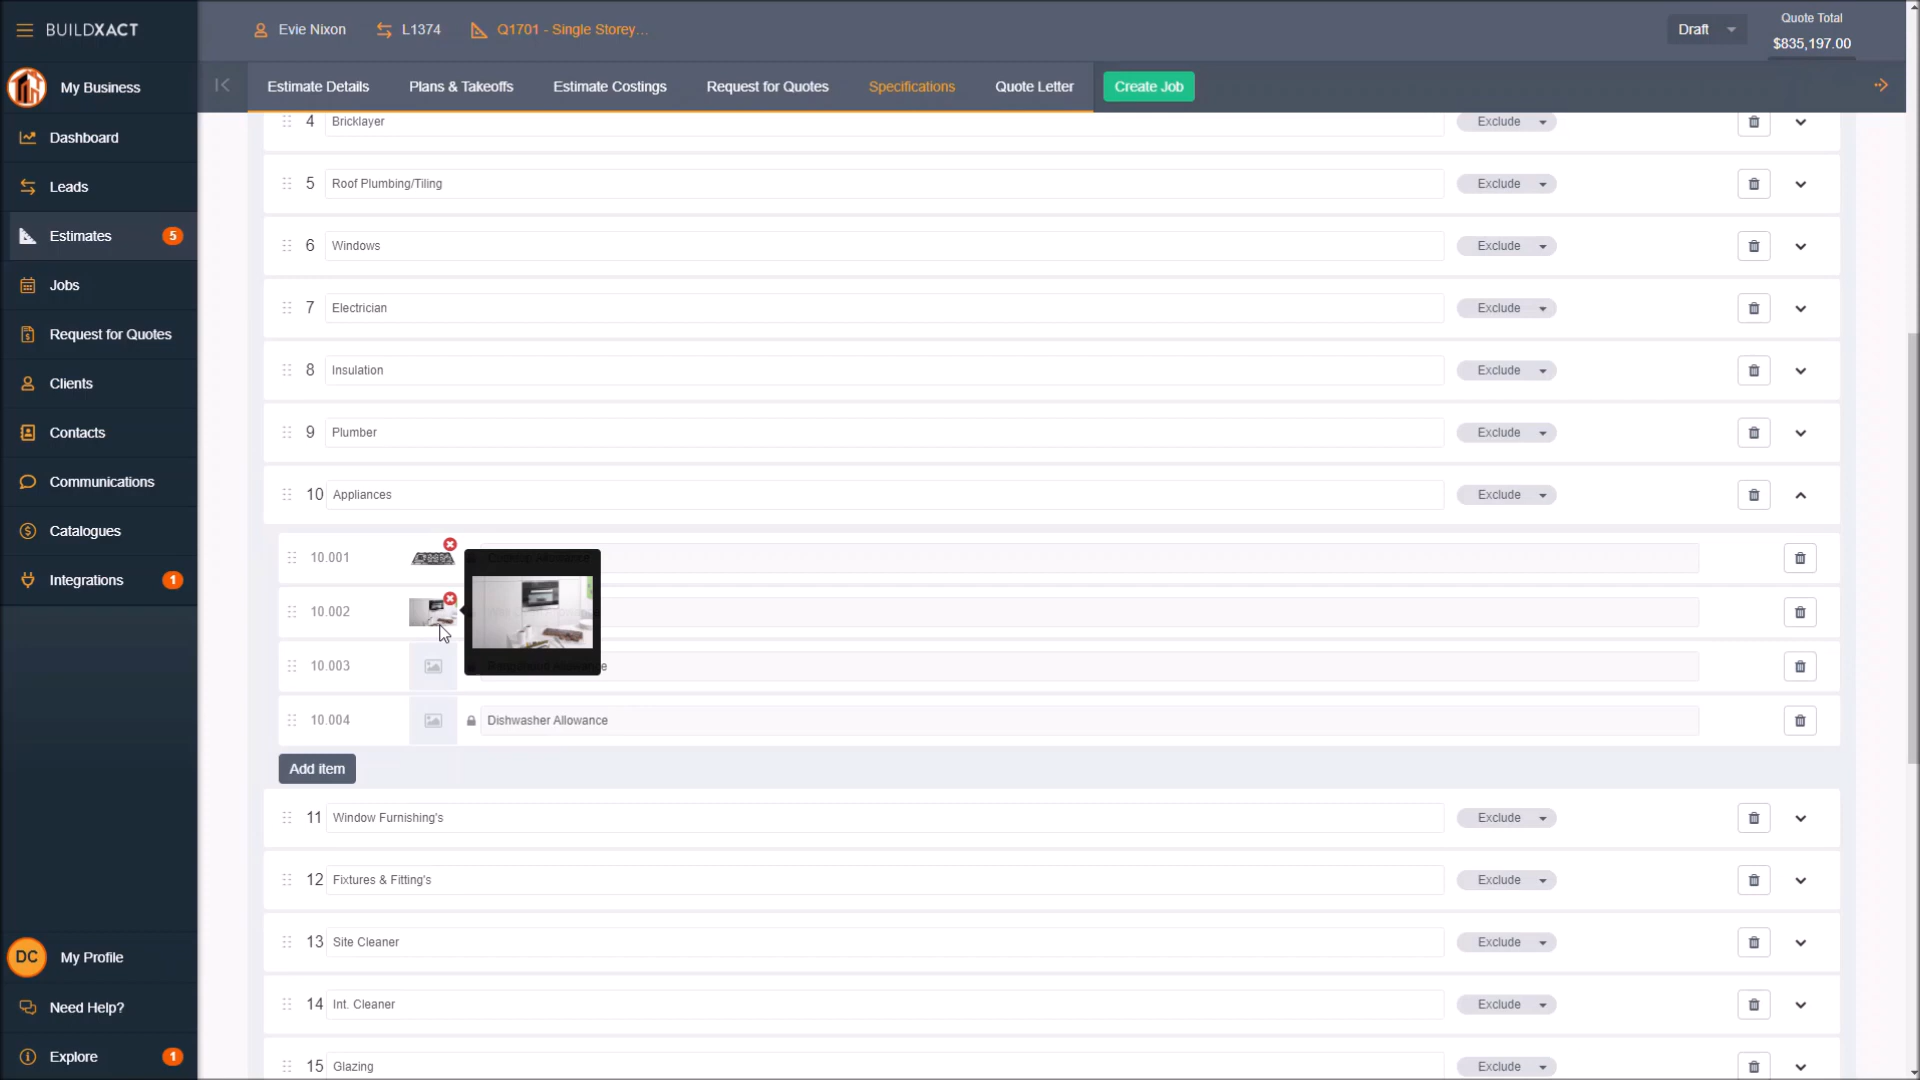 BUILDXACT
Evie Nixon
L1374
Q1701 - Single Storey...
Draft
Quote Total
$835,197.00
My Business
Estimate Details
Plans & Takeoffs
Estimate Costings
Request for Quotes
Specifications
Quote Letter
Create Job
Dashboard
Leads
Estimates
5
Jobs
Request for Quotes
Clients
Contacts
Communications
Catalogues
Integrations
1
4
Bricklayer
Exclude
5
Roof Plumbing/Tiling
Exclude
6
Windows
Exclude
7
Electrician
Exclude
8
Insulation
Exclude
9
Plumber
Exclude
10
Appliances
Exclude
10.001
10.002
10.003
10.004
Dishwasher Allowance
Add item
11
Window Furnishing's
Exclude
12
Fixtures & Fitting's
Exclude
13
Site Cleaner
Exclude
14
Int. Cleaner
Exclude
15
Glazing
Exclude
DC
My Profile
Need Help?
Explore
1